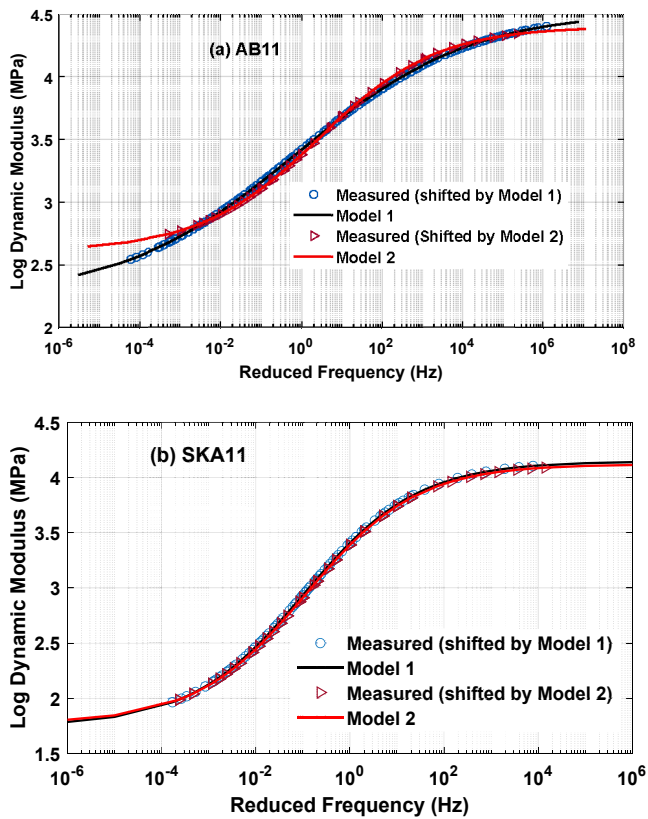 4.5
(a) AB11
4
3.5
3
2.5
2
Log Dynamic Modulus (MPa)
Measured (shifted by Model 1)
Model 1
Measured (Shifted by Model 2)
Model 2
10^-6 10^-4 10^-2 10^0 10^2 10^4 10^6 10^8
Reduced Frequency (Hz)
4.5
(b) SKA11
4
3.5
3
2.5
2
1.5
Log Dynamic Modulus (MPa)
Measured (shifted by Model 1)
Model 1
Measured (shifted by Model 2)
Model 2
10^-6 10^-4 10^-2 10^0 10^2 10^4 10^6
Reduced Frequency (Hz)